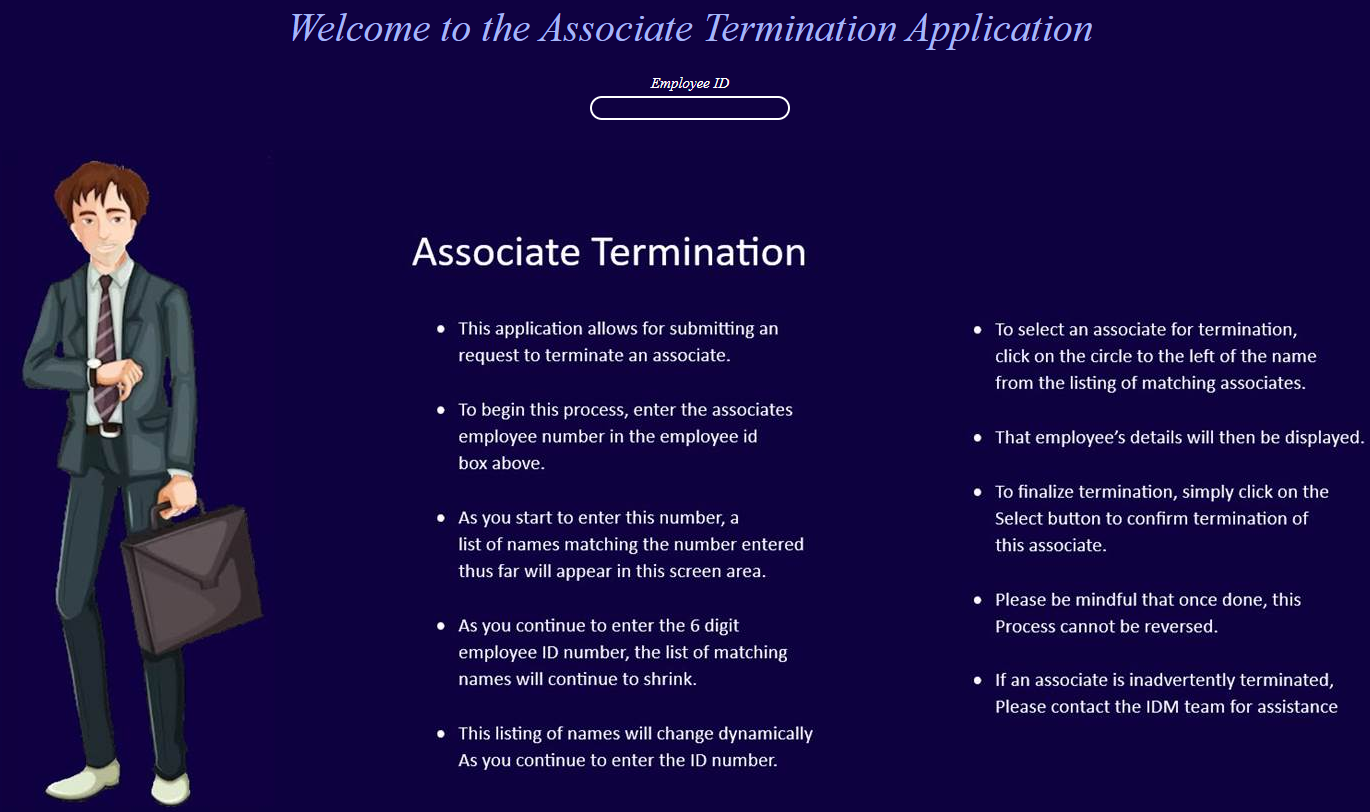 Welcome to the Associate Termination Application
Employee ID
Associate Termination
• This application allows for submitting an
request to terminate an associate.
• To begin this process, enter the associates
employee number in the employee id
box above.
• As you start to enter this number, a
list of names matching the number entered
thus far will appear in this screen area.
• As you continue to enter the 6 digit
employee ID number, the list of matching
names will continue to shrink.
• This listing of names will change dynamically
As you continue to enter the ID number.
• To select an associate for termination,
click on the circle to the left of the name
from the listing of matching associates.
• That employee’s details will then be displayed.
• To finalize termination, simply click on the
Select button to confirm termination of
this associate.
• Please be mindful that once done, this
Process cannot be reversed.
• If an associate is inadvertently terminated,
Please contact the IDM team for assistance